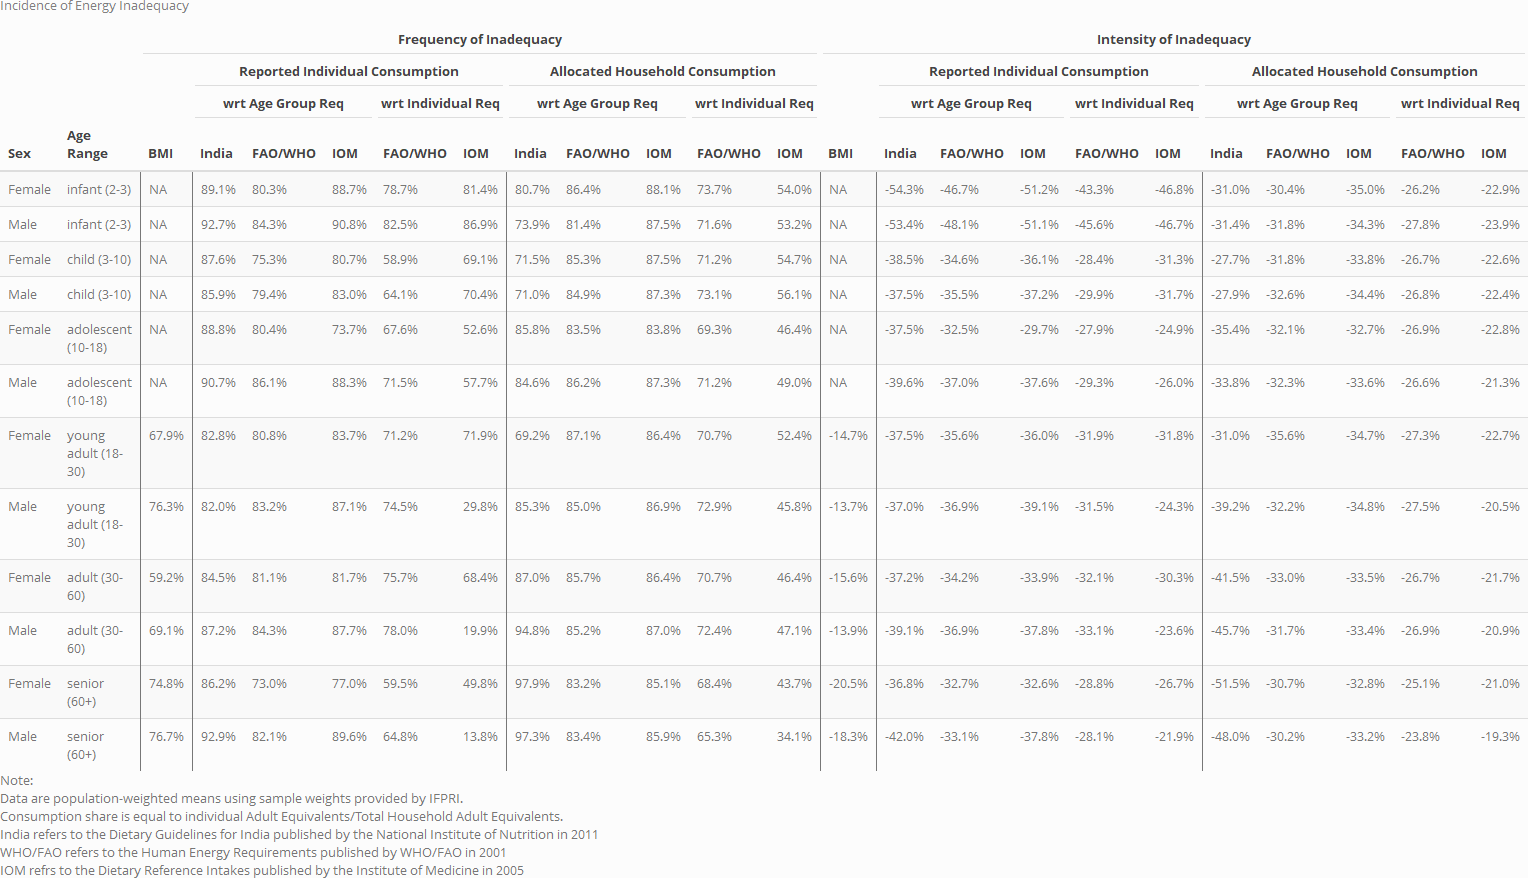 Incidence of Energy Inadequacy
Frequency of Inadequacy Intensity of Inadequacy
Reported Individual Consumption Allocated Household Consumption Reported Individual Consumption Allocated Household Consumption
wrt Age Group Req wrt Individual Req wrt Age Group Req wrt Individual Req wrt Age Group Req wrt Individual Req wrt Age Group Req wrt Individual Req
Age
Sex Range BMI India FAO/WHO IOM FAO/WHO IOM India FAO/WHO IOM FAO/WHO IOM BMI India FAO/WHO IOM FAO/WHO IOM India FAO/WHO IOM FAO/WHO IOM
Female infant (2-3) NA 89.1% 80.3% 88.7% 78.7% 81.4% 80.7% 86.4% 88.1% 73.7% 54.0% NA -54.3% -46.7% -51.2% -43.3% -46.8% -31.0% -30.4% -35.0% -26.2% -22.9%
Male infant (2-3) NA 92.7% 84.3% 90.8% 82.5% 86.9% 73.9% 81.4% 87.5% 71.6% 53.2% NA -53.4% -48.1% -51.1% -45.6% -46.7% -31.4% -31.8% -34.3% -27.8% -23.9%
Female child (3-10) NA 87.6% 75.3% 80.7% 58.9% 69.1% 71.5% 85.3% 87.5% 71.2% 54.7% NA -38.5% -34.6% -36.1% -28.4% -31.3% -27.7% -31.8% -33.8% -26.7% -22.6%
Male child (3-10) NA 85.9% 79.4% 83.0% 64.1% 70.4% 71.0% 84.9% 87.3% 73.1% 56.1% NA -37.5% -35.5% -37.2% -29.9% -31.7% -27.9% -32.6% -34.4% -26.8% -22.4%
Female adolescent NA 88.8% 80.4% 73.7% 67.6% 52.6% 85.8% 83.5% 83.8% 69.3% 46.4% NA -37.5% -32.5% -29.7% -27.9% -24.9% -35.4% -32.1% -32.7% -26.9% -22.8%
(10-18)
Male adolescent NA 90.7% 86.1% 88.3% 71.5% 57.7% 84.6% 86.2% 87.3% 71.2% 49.0% NA -39.6% -37.0% -37.6% -29.3% -26.0% -33.8% -32.3% -33.6% -26.6% -21.3%
(10-18)
Female young 67.9% 82.8% 80.8% 83.7% 71.2% 71.9% 69.2% 87.1% 86.4% 70.7% 52.4% -14.7% -37.5% -35.6% -36.0% -31.9% -31.8% -31.0% -35.6% -34.7% -27.3% -22.7%
adult (18-
30)
Male young 76.3% 82.0% 83.2% 87.1% 74.5% 29.8% 85.3% 85.0% 86.9% 72.9% 45.8% -13.7% -37.0% -36.9% -39.1% -31.5% -24.3% -39.2% -32.2% -34.8% -27.5% -20.5%
adult (18-
30)
Female adult (30- 59.2% 84.5% 81.1% 81.7% 75.7% 68.4% 87.0% 85.7% 86.4% 70.7% 46.4% -15.6% -37.2% -34.2% -33.9% -32.1% -30.3% -41.5% -33.0% -33.5% -26.7% -21.7%
60)
Male adult (30- 69.1% 87.2% 84.3% 87.7% 78.0% 19.9% 94.8% 85.2% 87.0% 72.4% 47.1% -13.9% -39.1% -36.9% -37.8% -33.1% -23.6% -45.7% -31.7% -33.4% -26.9% -20.9%
60)
Female senior 74.8% 86.2% 73.0% 77.0% 59.5% 49.8% 97.9% 83.2% 85.1% 68.4% 43.7% -20.5% -36.8% -32.7% -32.6% -28.8% -26.7% -51.5% -30.7% -32.8% -25.1% -21.0%
(60+)
Male senior 76.7% 92.9% 82.1% 89.6% 64.8% 13.8% 97.3% 83.4% 85.9% 65.3% 34.1% -18.3% -42.0% -33.1% -37.8% -28.1% -21.9% -48.0% -30.2% -33.2% -23.8% -19.3%
(60+)
Note:
Data are population-weighted means using sample weights provided by IFPRI.
Consumption share is equal to individual Adult Equivalents/Total Household Adult Equivalents.
India refers to the Dietary Guidelines for India published by the National Institute of Nutrition in 2011
WHO/FAO refers to the Human Energy Requirements published by WHO/FAO in 2001
IOM refrs to the Dietary Reference Intakes published by the Institute of Medicine in 2005